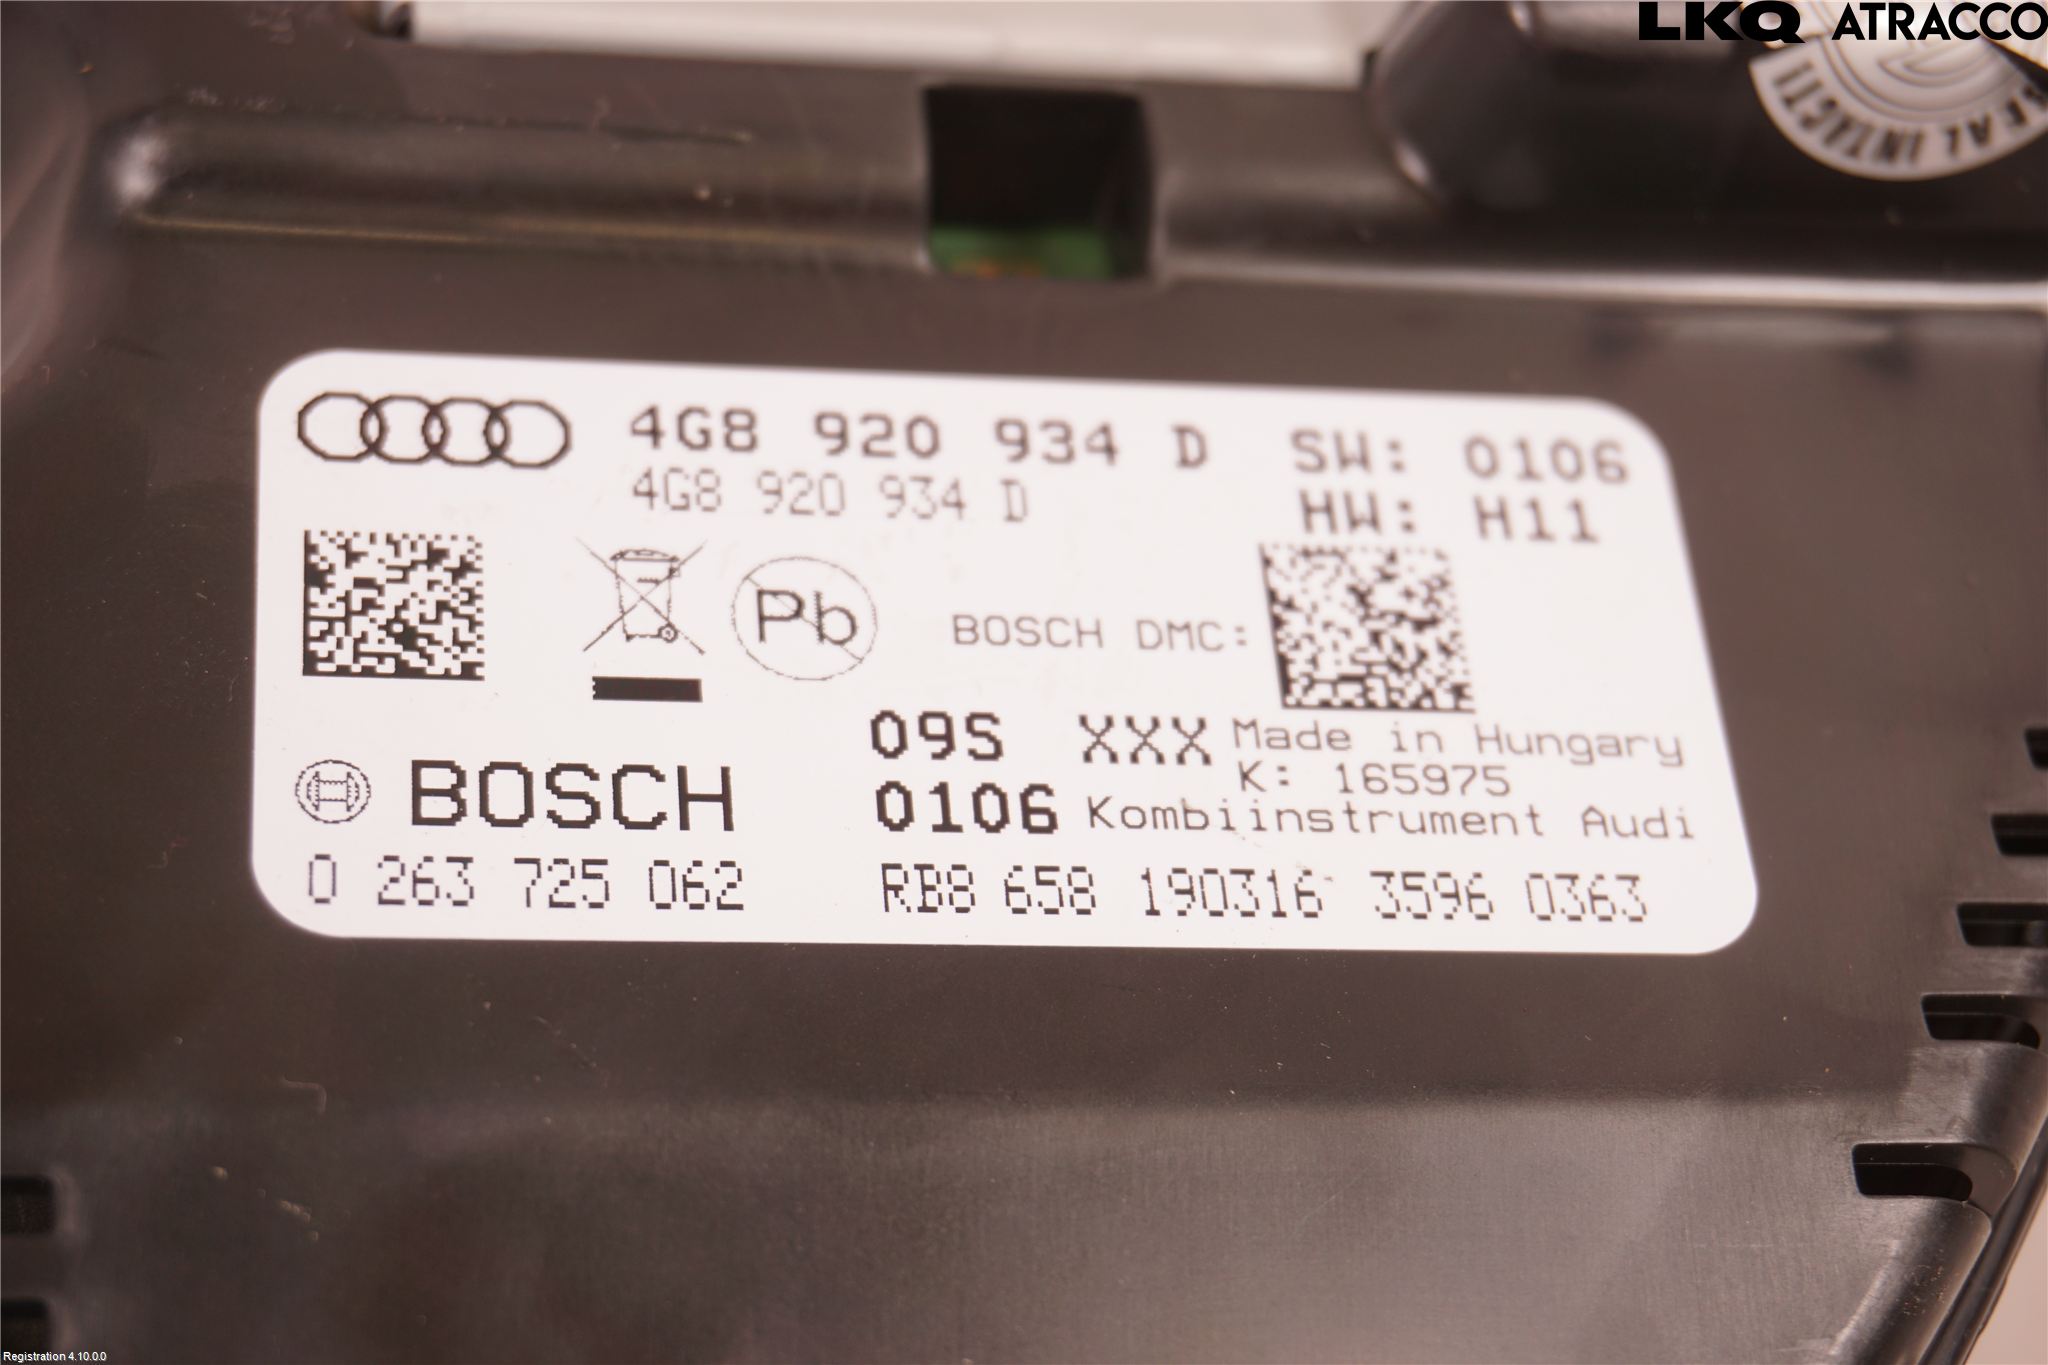 LKQ ATRACCO
SEAL INTACT!
4G8 920 934 D SW: 0106
4G8 920 934 D HW: H11
Pb
BOSCH DMC:
09S XXX Made in Hungary
K: 165975
BOSCH 0106 Kombiinstrument Audi
0 263 725 062 RB8 658 190316 3596 0363
Registration 4.10.0.0